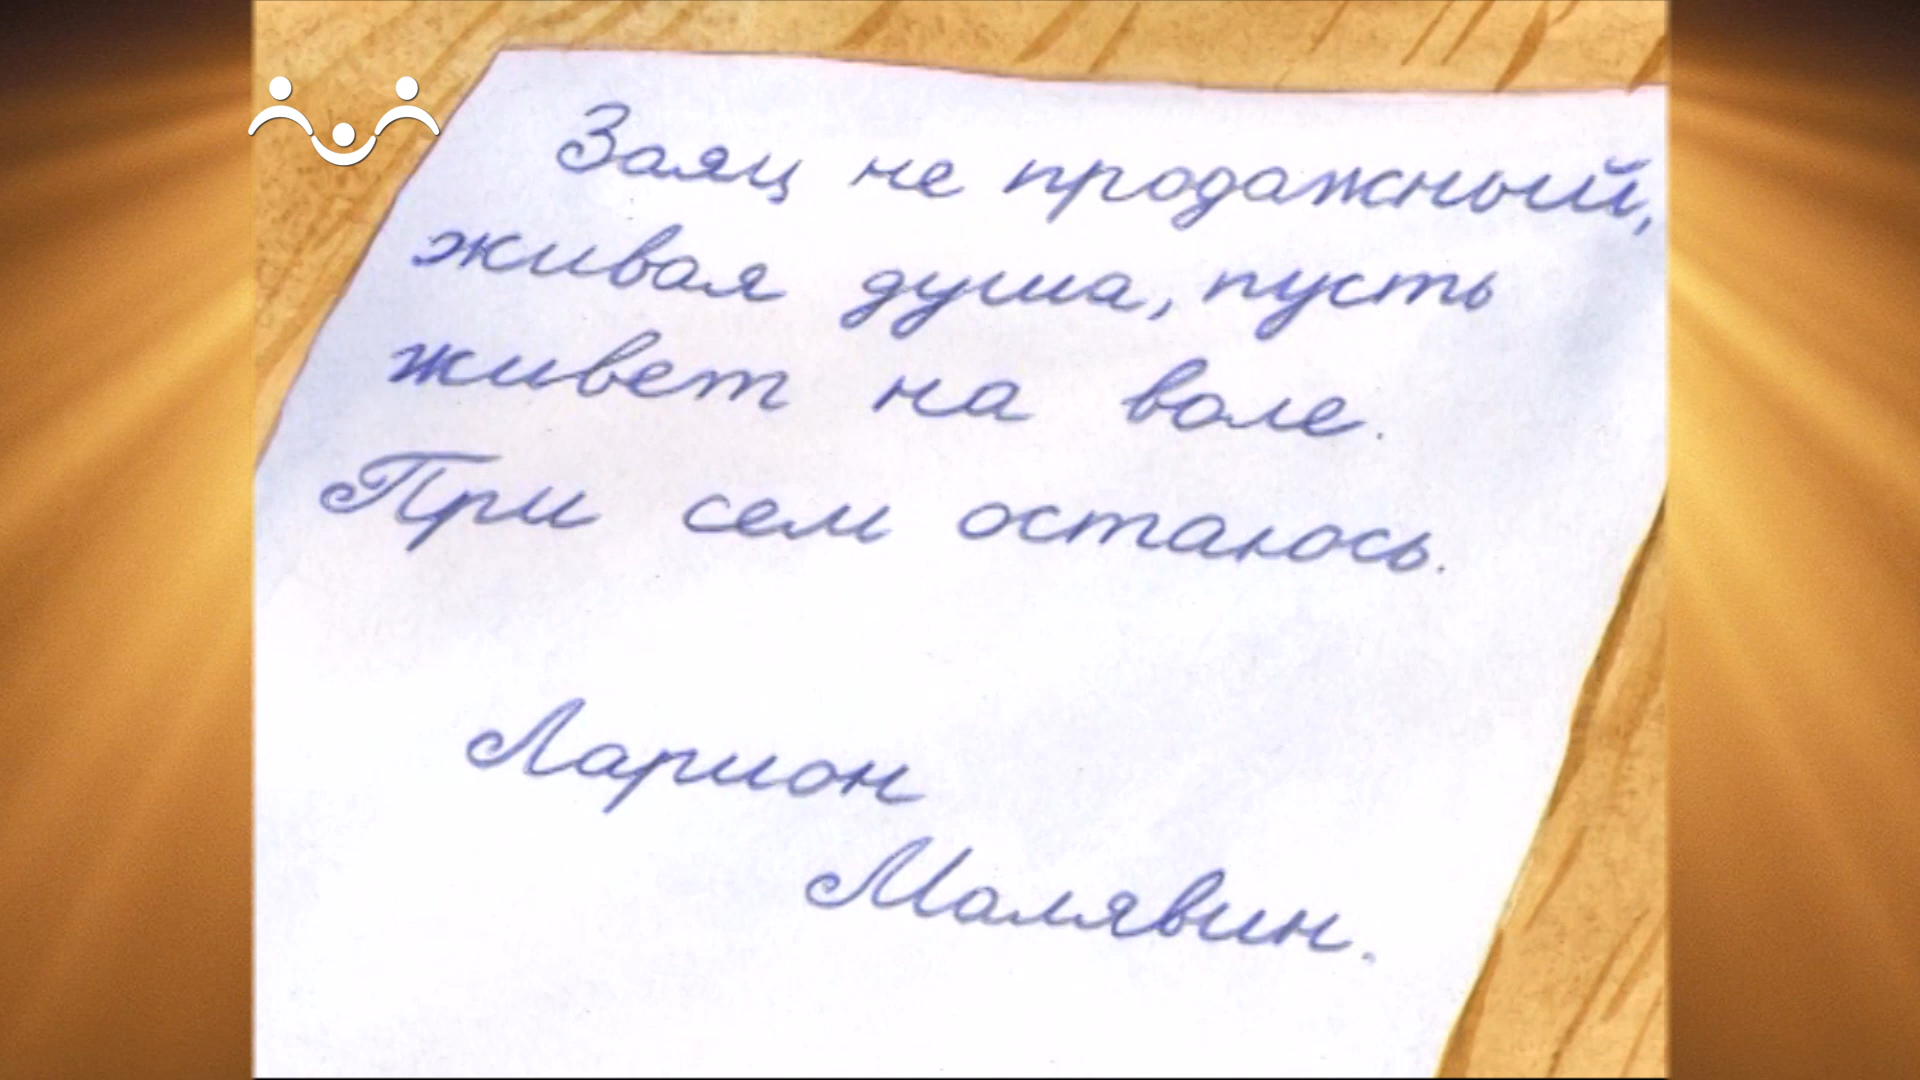 Заяц не продажный,
живая душа, пусть
живет на воле.
При сем остаюсь.
Ларион
Малявин.